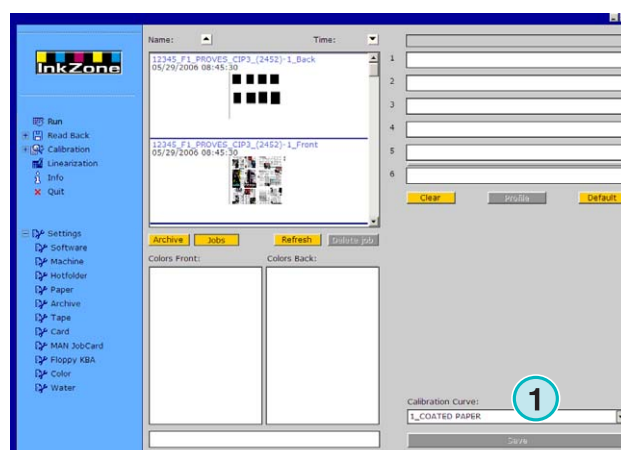 InkZone
Run
Read Back
Calibration
Linearization
Info
Quit
Settings
Software
Machine
Hotfolder
Paper
Archive
Tape
Card
MAN JobCard
Floppy KBA
Color
Water
Name:
Time:
12345_F1_PROVES_CIP3_(2452)-1_Back
05/29/2006 08:45:30
12345_F1_PROVES_CIP3_(2452)-1_Front
05/29/2006 08:45:30
Archive
Jobs
Refresh
Delete job
Colors Front:
Colors Back:
1
2
3
4
5
6
Clear
Profile
Default
Calibration Curve:
1
1_COATED PAPER
Save